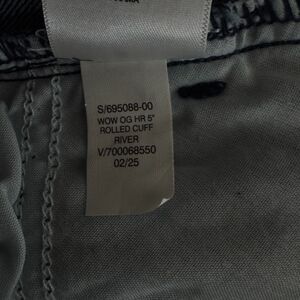 S/695088-00
WOW OG HR 5"
ROLLED CUFF
RIVER
V/700068550
02/25